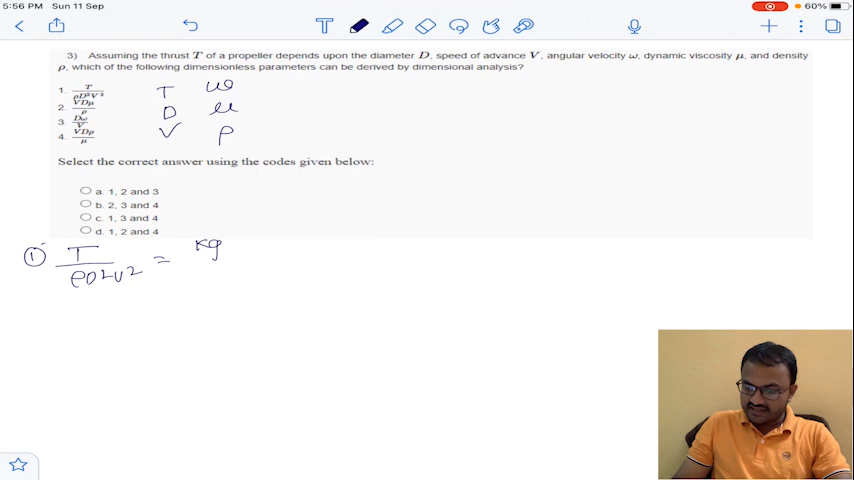 5:56 PM Sun 11 Sep
60%
3) Assuming the thrust T of a propeller depends upon the diameter D, speed of advance V, angular velocity ω, dynamic viscosity μ, and density
ρ, which of the following dimensionless parameters can be derived by dimensional analysis?
1. T/ρD²V²
2. VDμ/ρ
3. Dω/V
4. VDρ/μ
T ω
D μ
V ρ
Select the correct answer using the codes given below:
a. 1, 2 and 3
b. 2, 3 and 4
c. 1, 3 and 4
d. 1, 2 and 4
① T/ρD²V² = kg